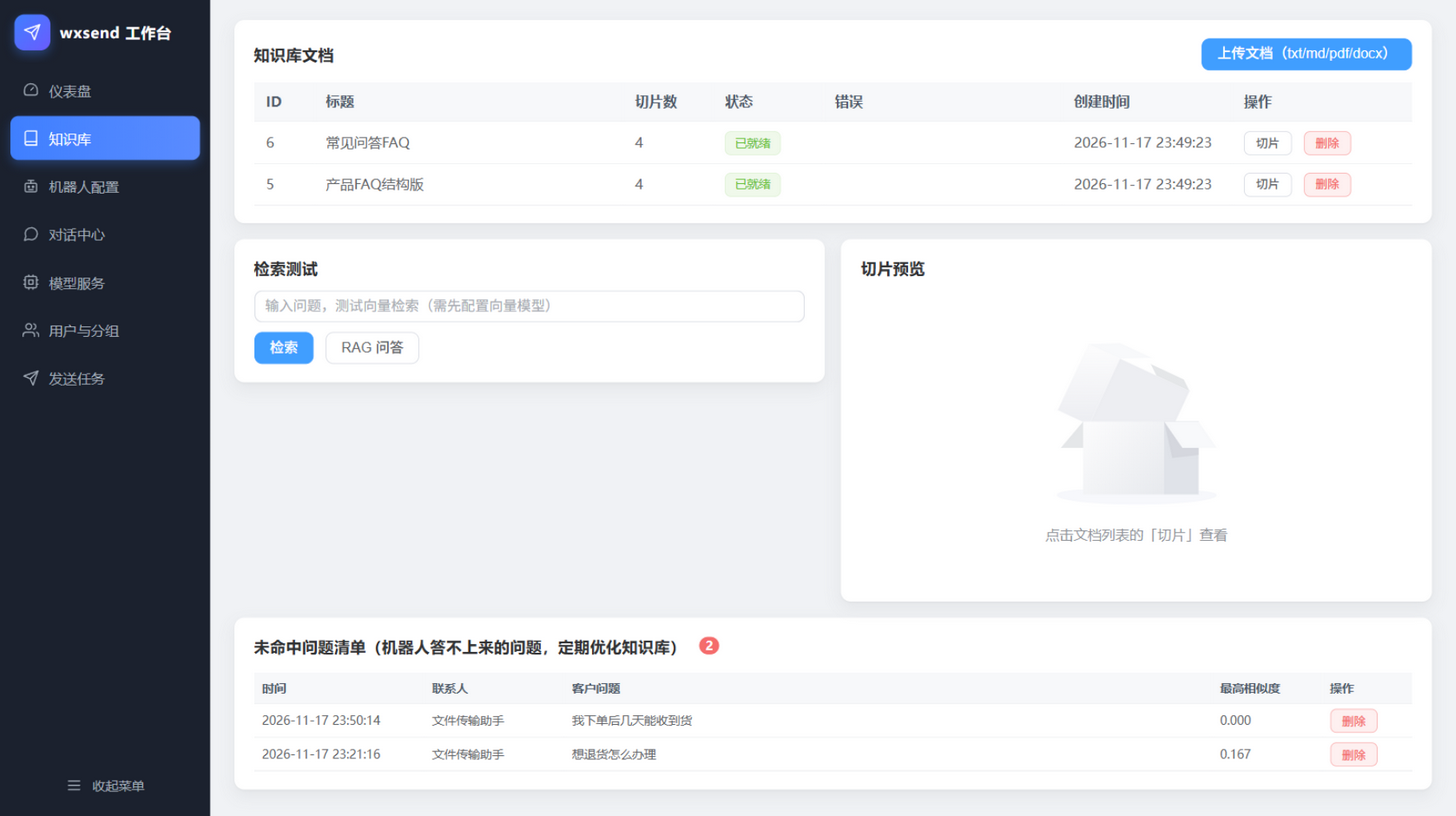 wxsend 工作台
仪表盘
知识库
机器人配置
对话中心
模型服务
用户与分组
发送任务
收起菜单
知识库文档
上传文档（txt/md/pdf/docx）
ID 标题 切片数 状态 错误 创建时间 操作
6 常见问答FAQ 4 已就绪 2026-11-17 23:49:23 切片 删除
5 产品FAQ结构版 4 已就绪 2026-11-17 23:49:23 切片 删除
检索测试
输入问题，测试向量检索（需先配置向量模型）
检索 RAG 问答
切片预览
点击文档列表的「切片」查看
未命中问题清单（机器人答不上来的问题，定期优化知识库） 2
时间 联系人 客户问题 最高相似度 操作
2026-11-17 23:50:14 文件传输助手 我下单后几天能收到货 0.000 删除
2026-11-17 23:21:16 文件传输助手 想退货怎么办理 0.167 删除